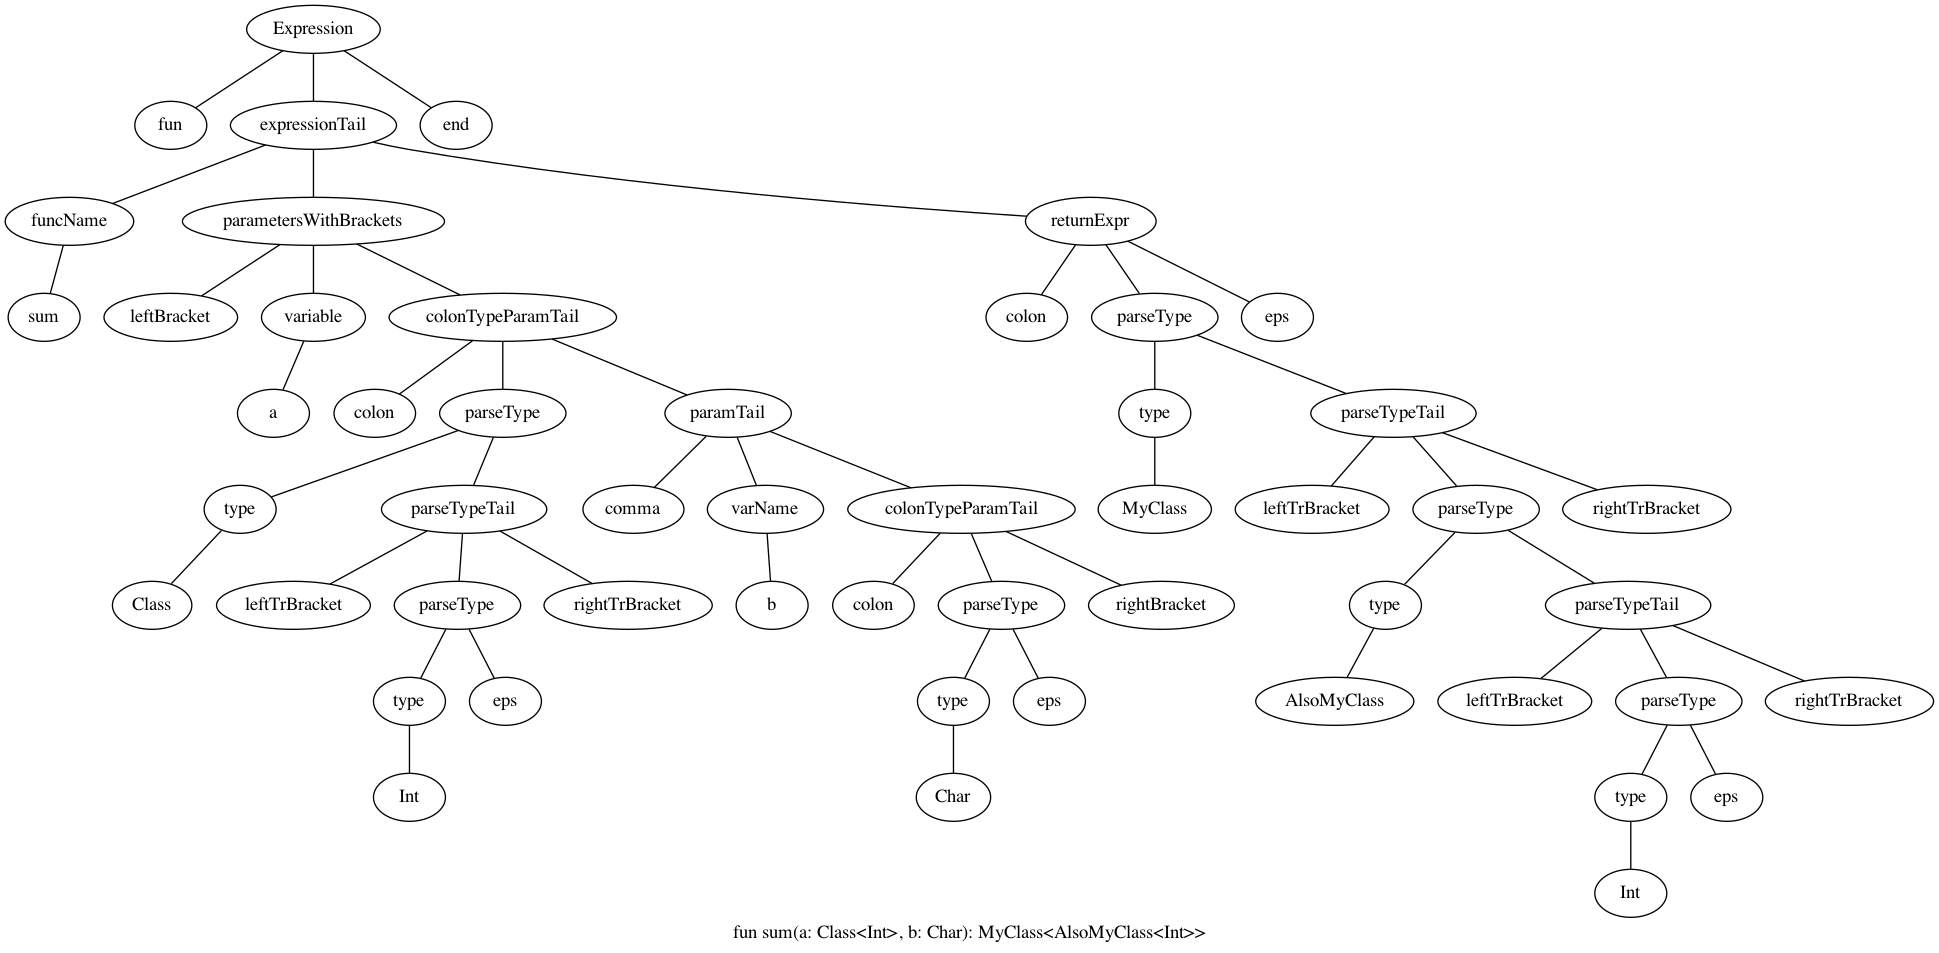 Expression
fun expressionTail end
funcName parametersWithBrackets returnExpr
sum leftBracket variable colonTypeParamTail colon parseType eps
a colon parseType paramTail type parseTypeTail
type parseTypeTail comma varName colonTypeParamTail MyClass leftTrBracket parseType rightTrBracket
Class leftTrBracket parseType rightTrBracket b colon parseType rightBracket type parseTypeTail
type eps type eps AlsoMyClass leftTrBracket parseType rightTrBracket
Int Char type eps
Int
fun sum(a: Class<Int>, b: Char): MyClass<AlsoMyClass<Int>>